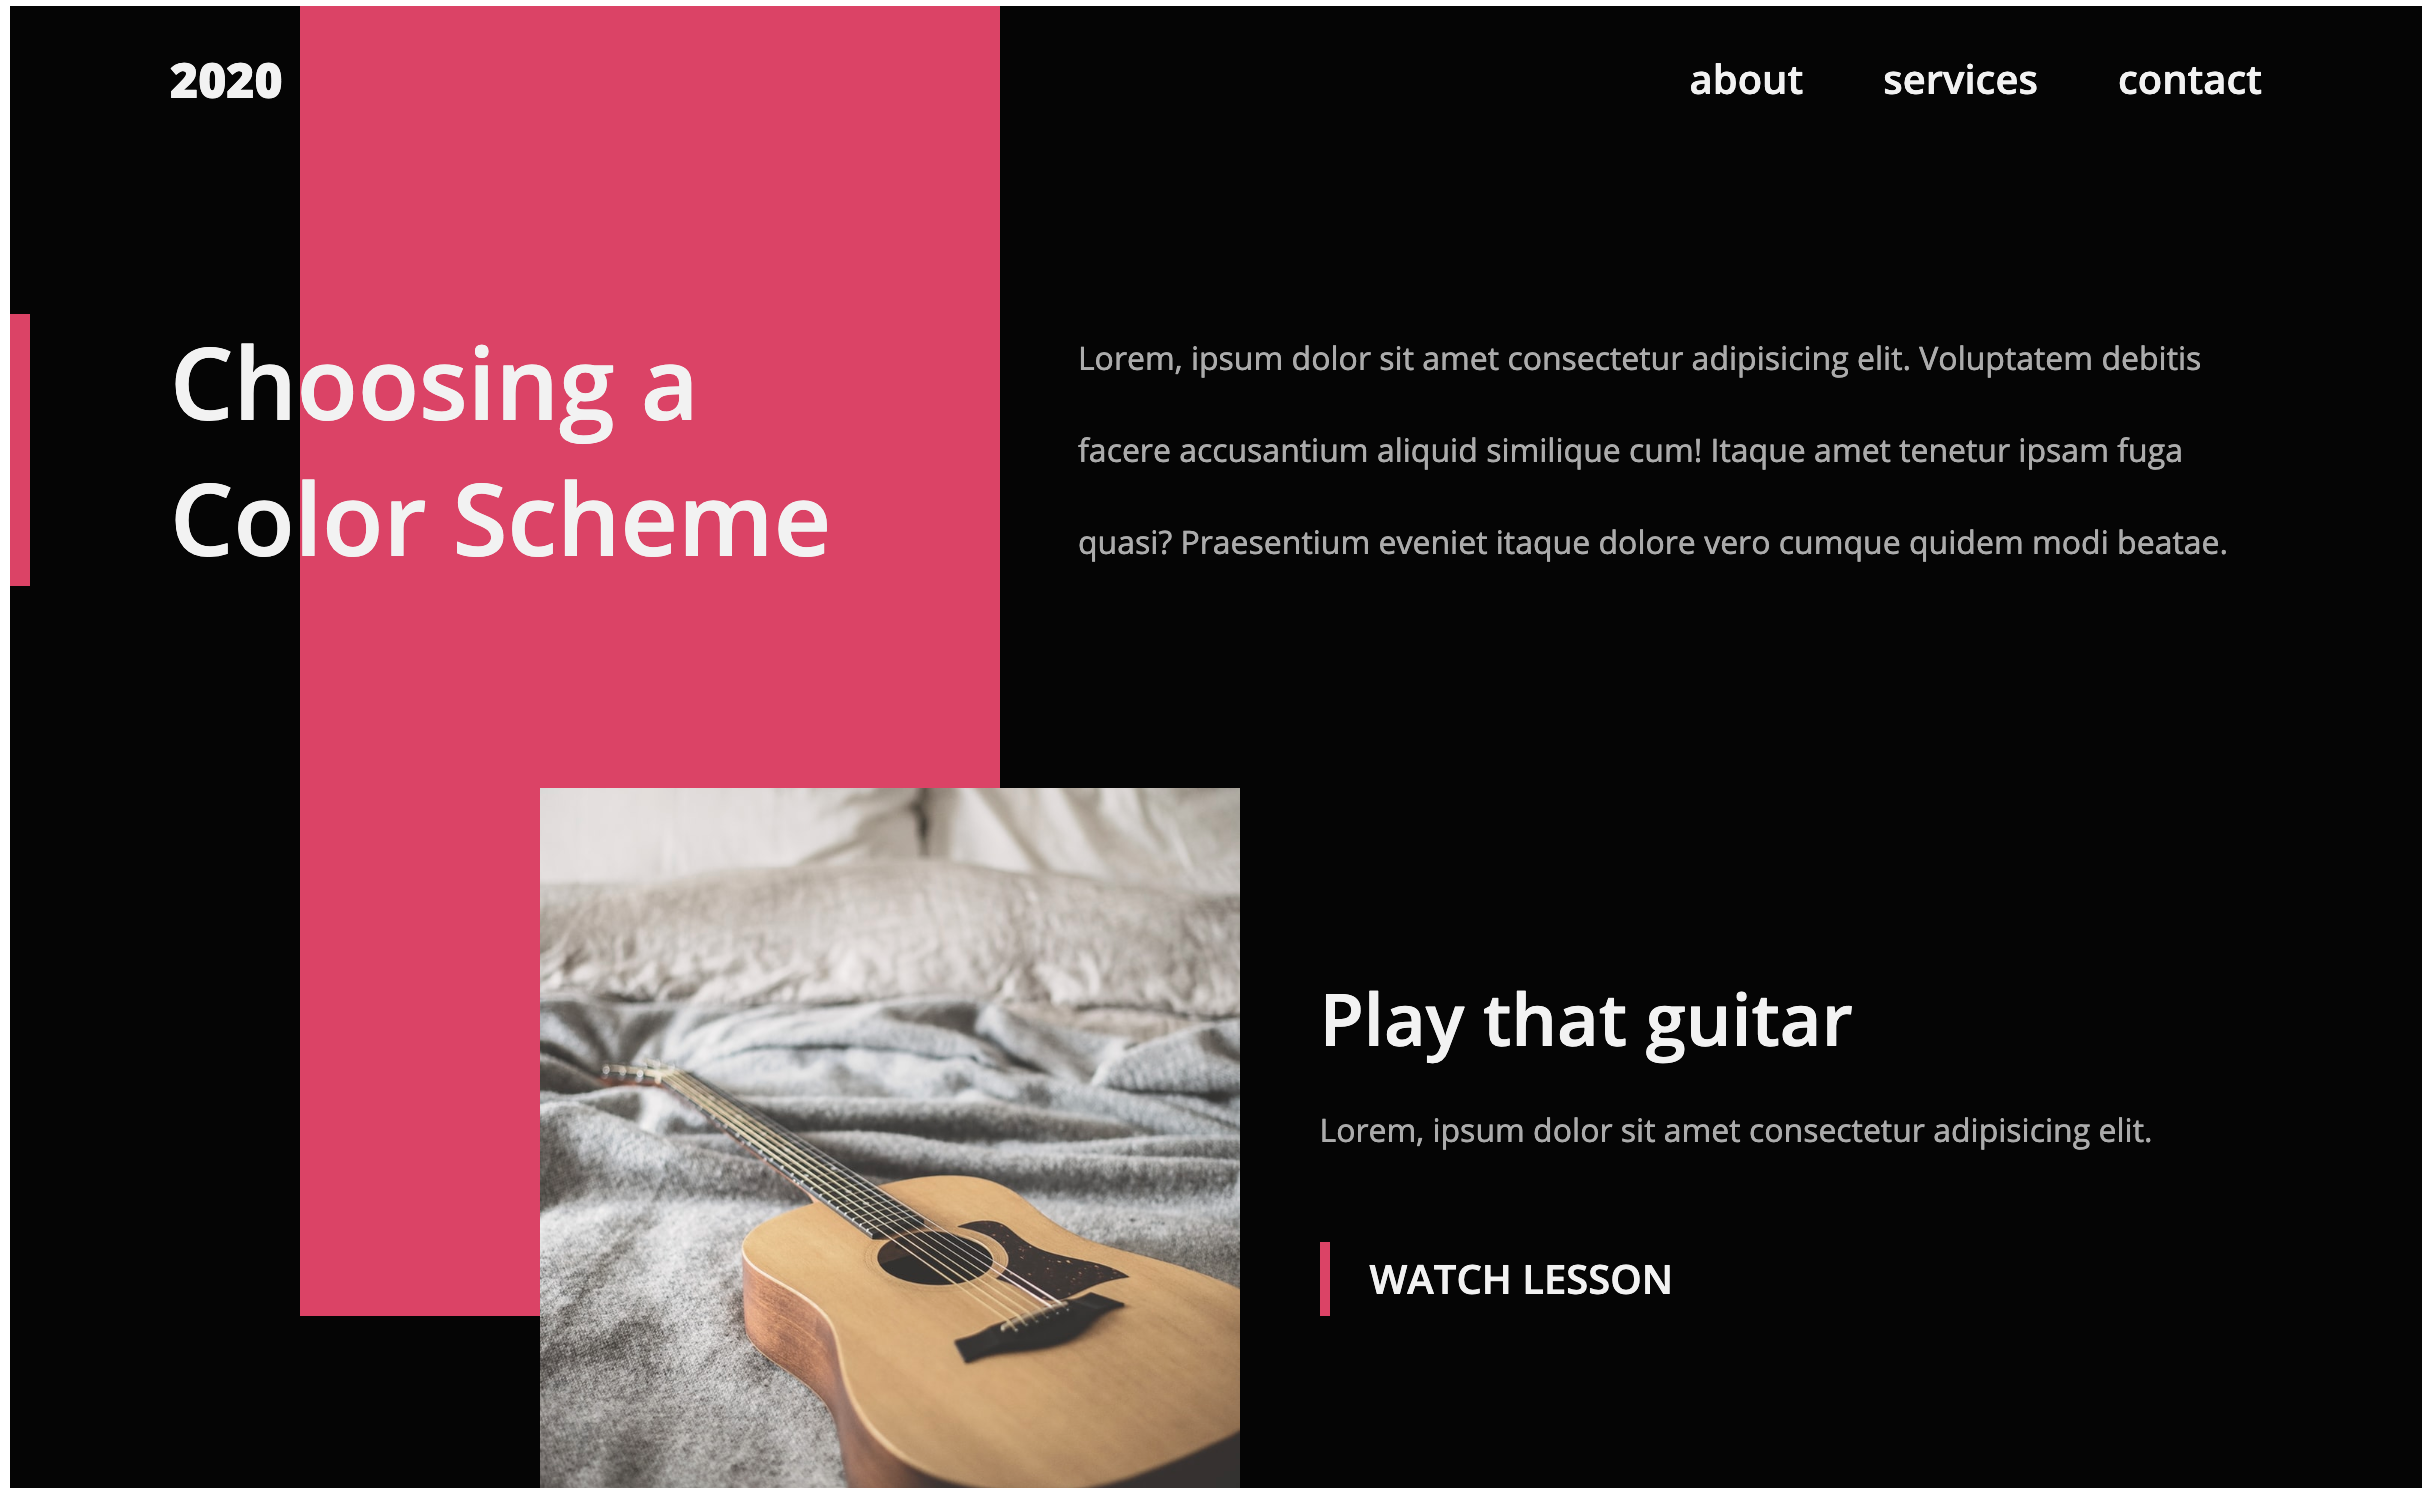 2020
about services contact
Choosing a
Color Scheme
Lorem, ipsum dolor sit amet consectetur adipisicing elit. Voluptatem debitis
facere accusantium aliquid similique cum! Itaque amet tenetur ipsam fuga
quasi? Praesentium eveniet itaque dolore vero cumque quidem modi beatae.
Play that guitar
Lorem, ipsum dolor sit amet consectetur adipisicing elit.
WATCH LESSON